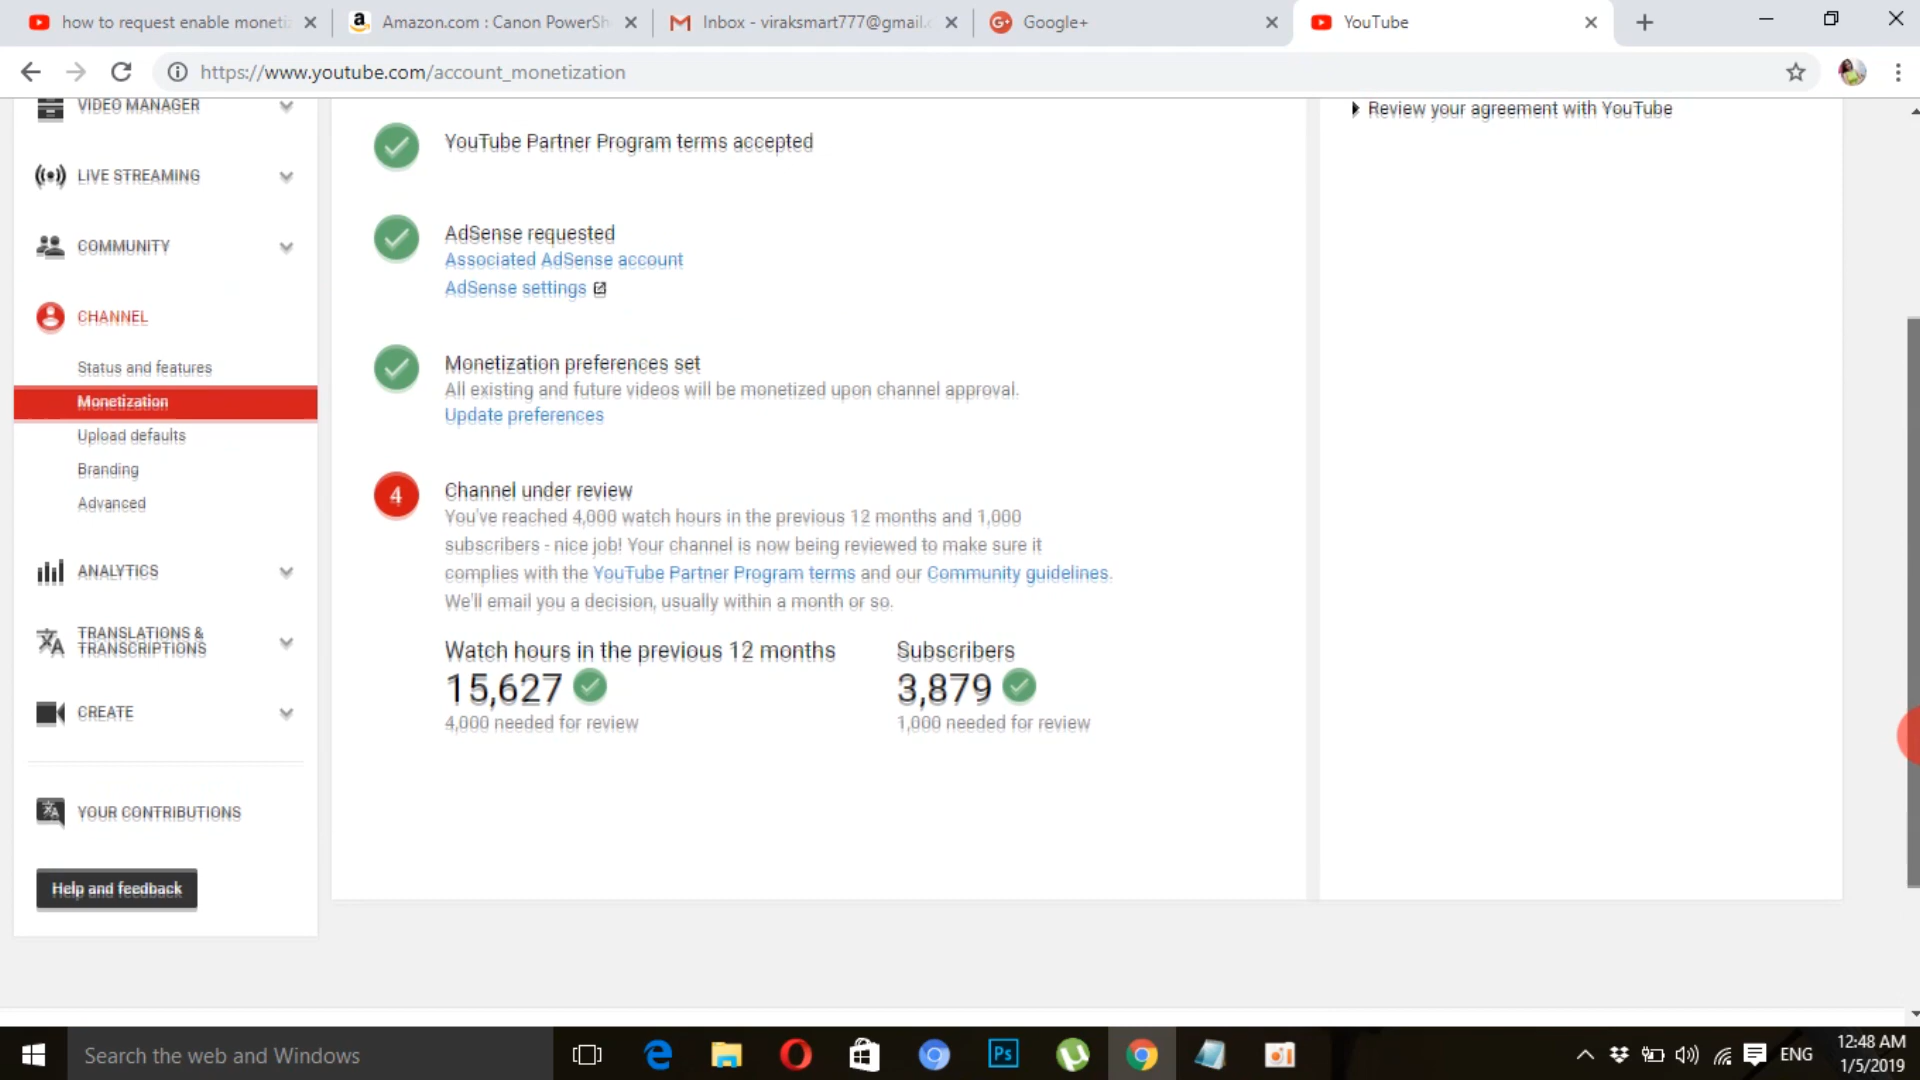 how to request enable moneti
Amazon.com : Canon PowerSh
Inbox - viraksmart777@gmail.c
Google+
YouTube
https://www.youtube.com/account_monetization
VIDEO MANAGER
LIVE STREAMING
COMMUNITY
CHANNEL
Status and features
Monetization
Upload defaults
Branding
Advanced
ANALYTICS
TRANSLATIONS &
TRANSCRIPTIONS
CREATE
YOUR CONTRIBUTIONS
Help and feedback
YouTube Partner Program terms accepted
AdSense requested
Associated AdSense account
AdSense settings
Monetization preferences set
All existing and future videos will be monetized upon channel approval.
Update preferences
4
Channel under review
You've reached 4,000 watch hours in the previous 12 months and 1,000
subscribers - nice job! Your channel is now being reviewed to make sure it
complies with the YouTube Partner Program terms and our Community guidelines.
We'll email you a decision, usually within a month or so.
Watch hours in the previous 12 months
15,627
4,000 needed for review
Subscribers
3,879
1,000 needed for review
Review your agreement with YouTube
Search the web and Windows
Ps
ENG
12:48 AM
1/5/2019